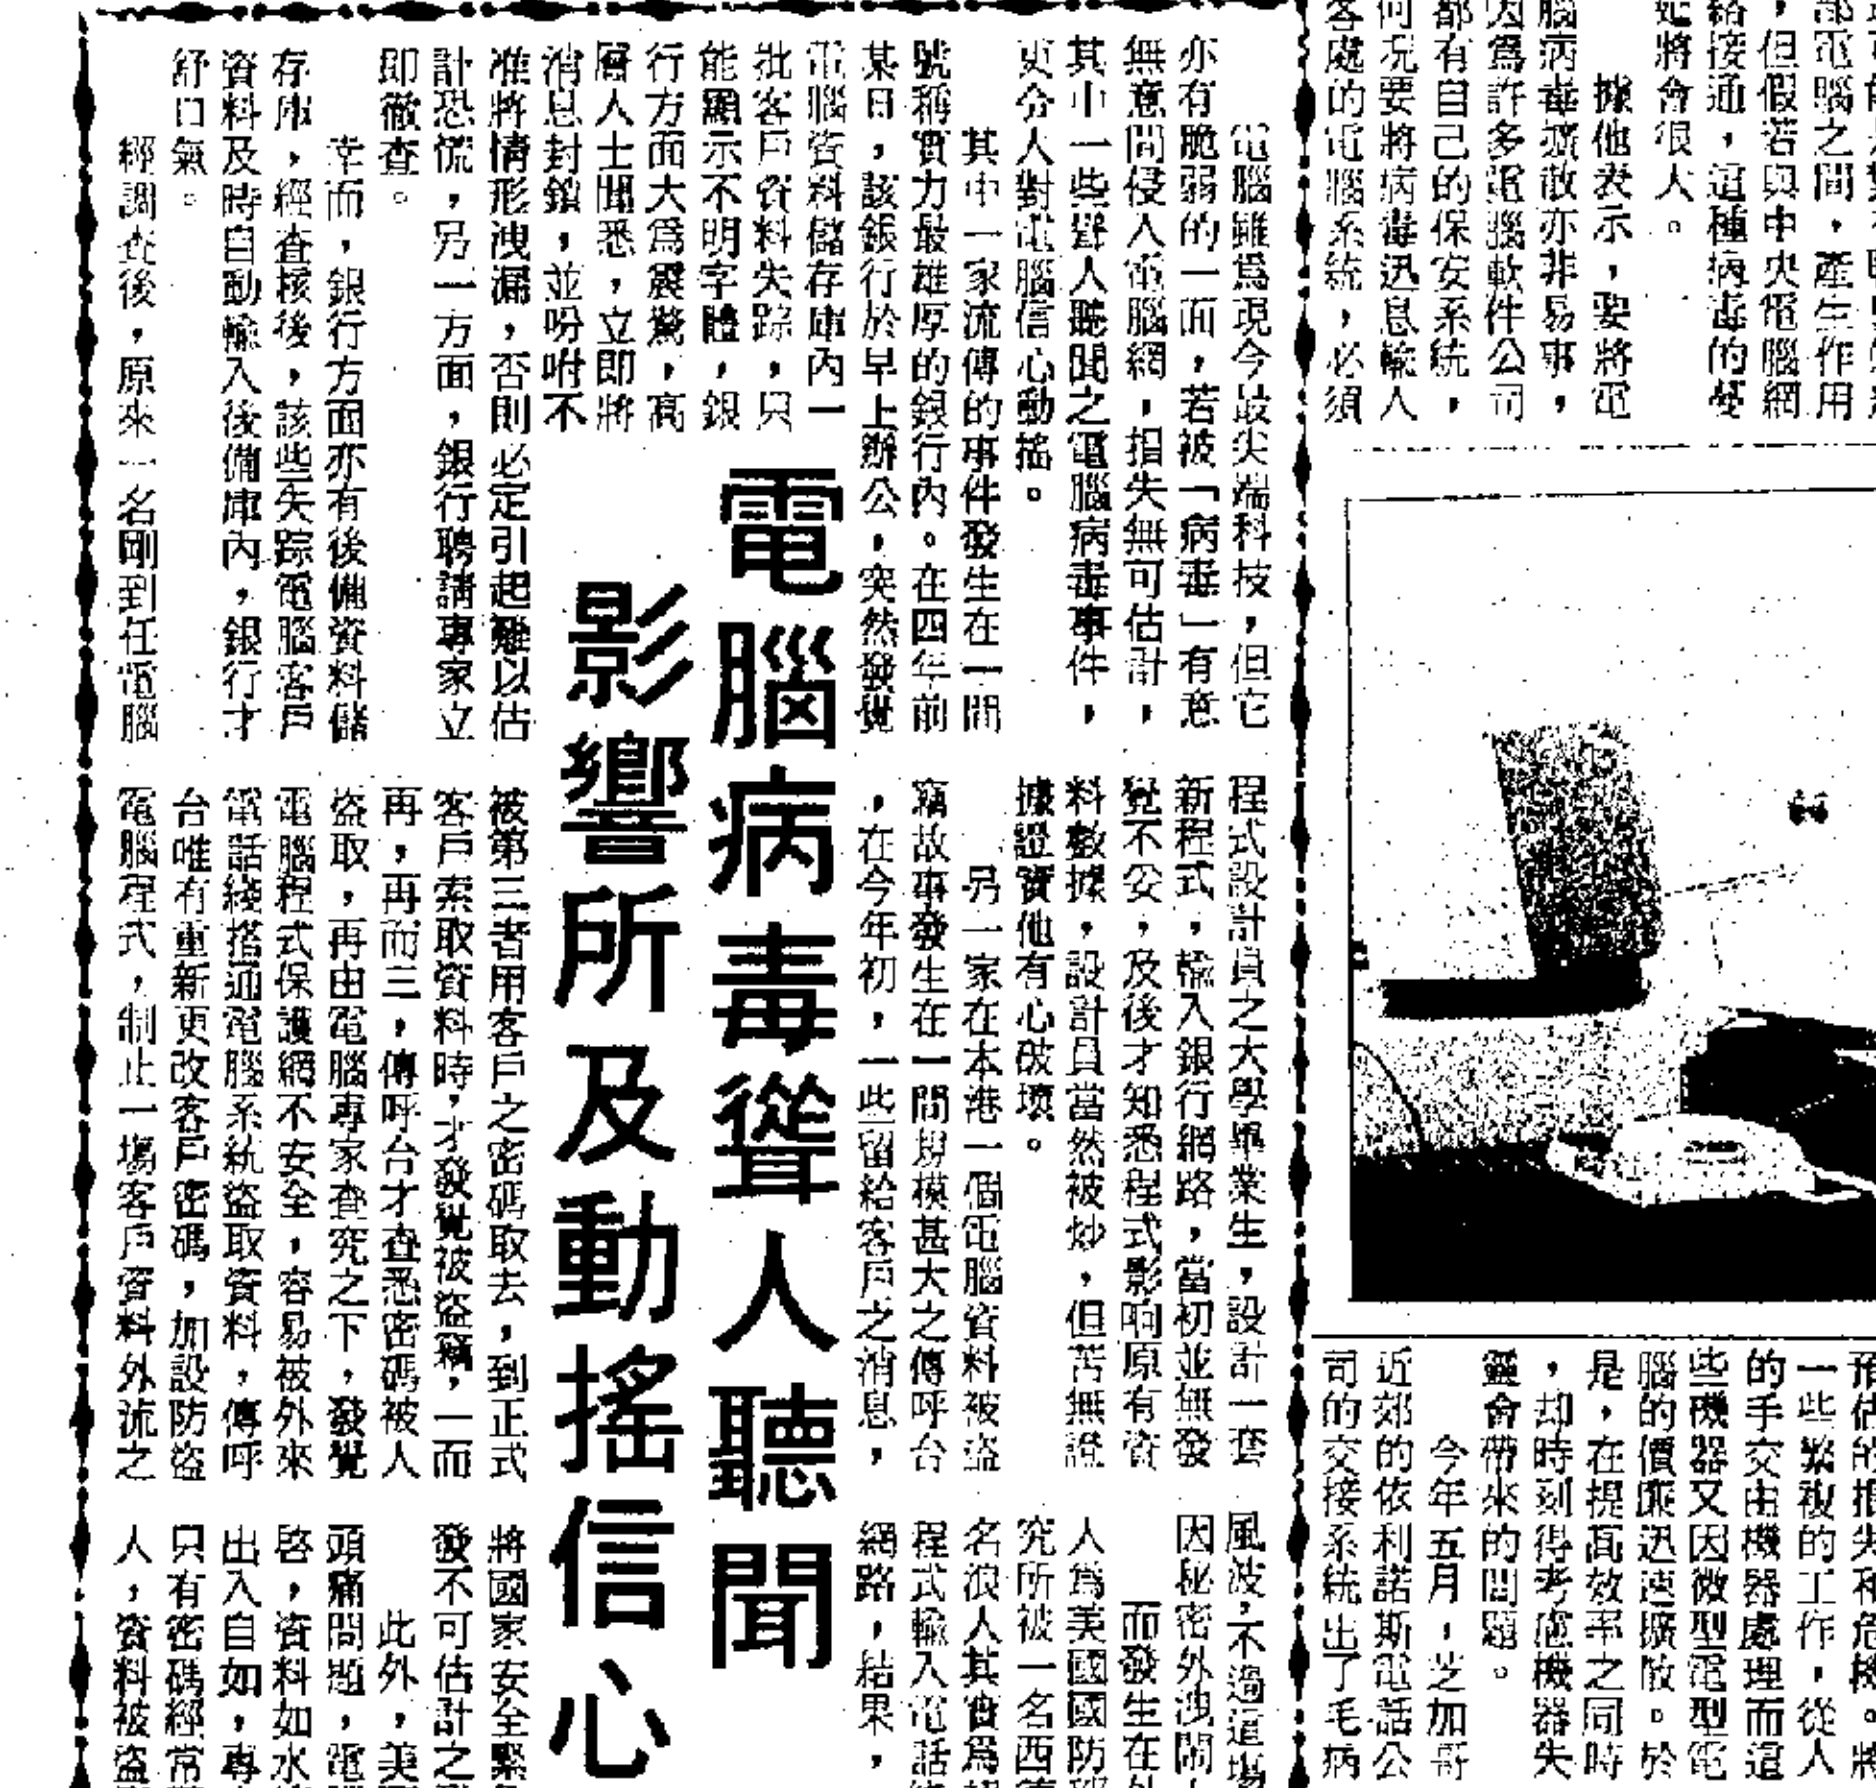 電腦病毒聳人聽聞
影響所及動搖信心
電腦雖爲現今最尖端科技，但它
亦有脆弱的一面，若被「病毒」有意
無意間侵入電腦網，損失無可估計，
其中一些聳人聽聞之電腦病毒事件，
更令人對電腦信心動搖。
其中一家流傳的事件發生在一間
號稱實力最雄厚的銀行內。在四年前
某日，該銀行於早上辦公，突然發覺
電腦資料儲存庫內一
批客戶資料失踪，只
能顯示不明字體，銀
行方面大爲震驚，高
層人士聞悉，立即將
消息封鎖，並吩咐不
准將情形洩漏，否則必定引起難以估
計恐慌，另一方面，銀行聘請專家立
即徹查。
幸而，銀行方面亦有後備資料儲
存庫，經查核後，該些失踪電腦客戶
資料及時自動輸入後備庫內，銀行才
舒口氣。
經調查後，原來一名剛到任電腦
程式設計員之大學畢業生，設計一套
新程式，輸入銀行網路，當初並無發
覺不妥，及後才知悉程式影响原有資
料數據，設計員當然被炒，但苦無證
據證實他有心破壞。
另一家在本港一個電腦資料被盜
竊故事發生在一間規模甚大之傳呼台
，在今年初，一些留給客戶之消息，
被第三者用客戶之密碼取去，到正式
客戶索取資料時，才發覺被盜竊，一而
再，再而三，傳呼台才查悉密碼被人
盜取，再由電腦專家查究之下，發覺
電腦程式保護網不安全，容易被外來
電話綫搭通電腦系統盜取資料，傳呼
台唯有重新更改客戶密碼，加設防盜
電腦程式，制止一塲客戶資料外流之
風波，不過這塲
因秘密外洩鬧
而發生在外
人爲美國國防部
究所被一名西德
名浪人其實爲
程式輸入電話
網路，結果，
將國家安全緊
發不可估計之
此外，美
頭痛問題，電
啓，資料如水
出入自如，專
只有密碼經常
人，資料被盜
部電腦之間，產生作用
，但假若與中央電腦網
絡接通，這種病毒的蔓
延將會很大。
據他表示，要將電
腦病毒擴散亦非易事，
因爲許多電腦軟件公司
都有自己的保安系統，
何況要將病毒迅息輸入
客處的電腦系統，必須
一些繁複的工作，從人
的手交由機器處理而這
些機器又因微型電型電
腦的價廉迅速擴散。於
是，在提高效率之同時
，却時刻得考慮機器失
靈會帶來的問題。
今年五月，芝加哥
近郊的依利諾斯電話公
司的交接系統出了毛病